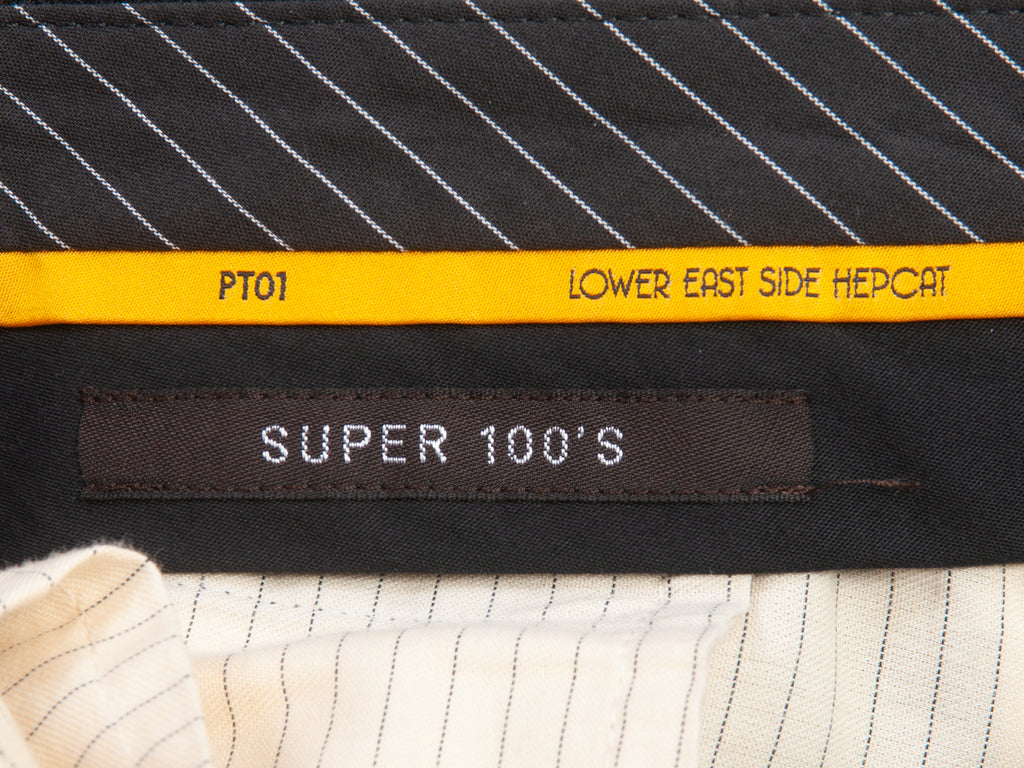 PT01 LOWER EAST SIDE HEPCAT
SUPER 100'S